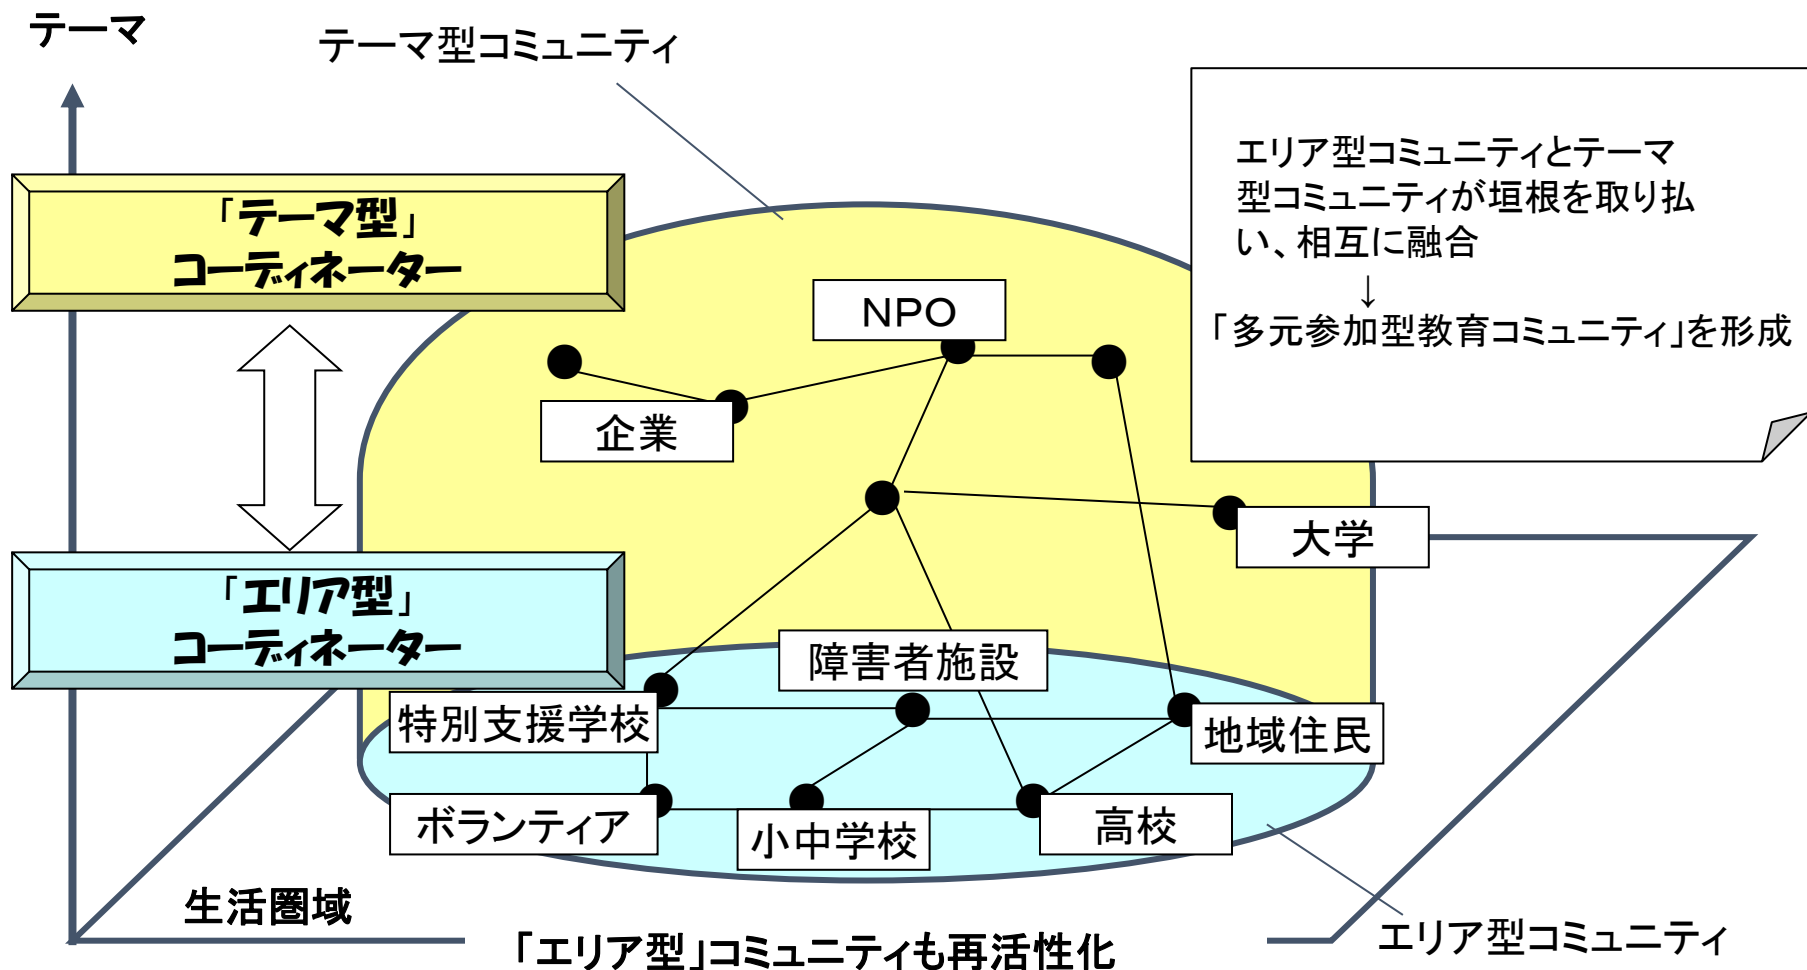 テーマ
テーマ型コミュニティ
エリア型コミュニティとテーマ
型コミュニティが垣根を取り払
い、相互に融合
↓
「多元参加型教育コミュニティ」を形成
「テーマ型」
コーディネーター
NPO
企業
大学
「エリア型」
コーディネーター
障害者施設
特別支援学校
地域住民
ボランティア
小中学校
高校
生活圏域
「エリア型」コミュニティも再活性化
エリア型コミュニティ